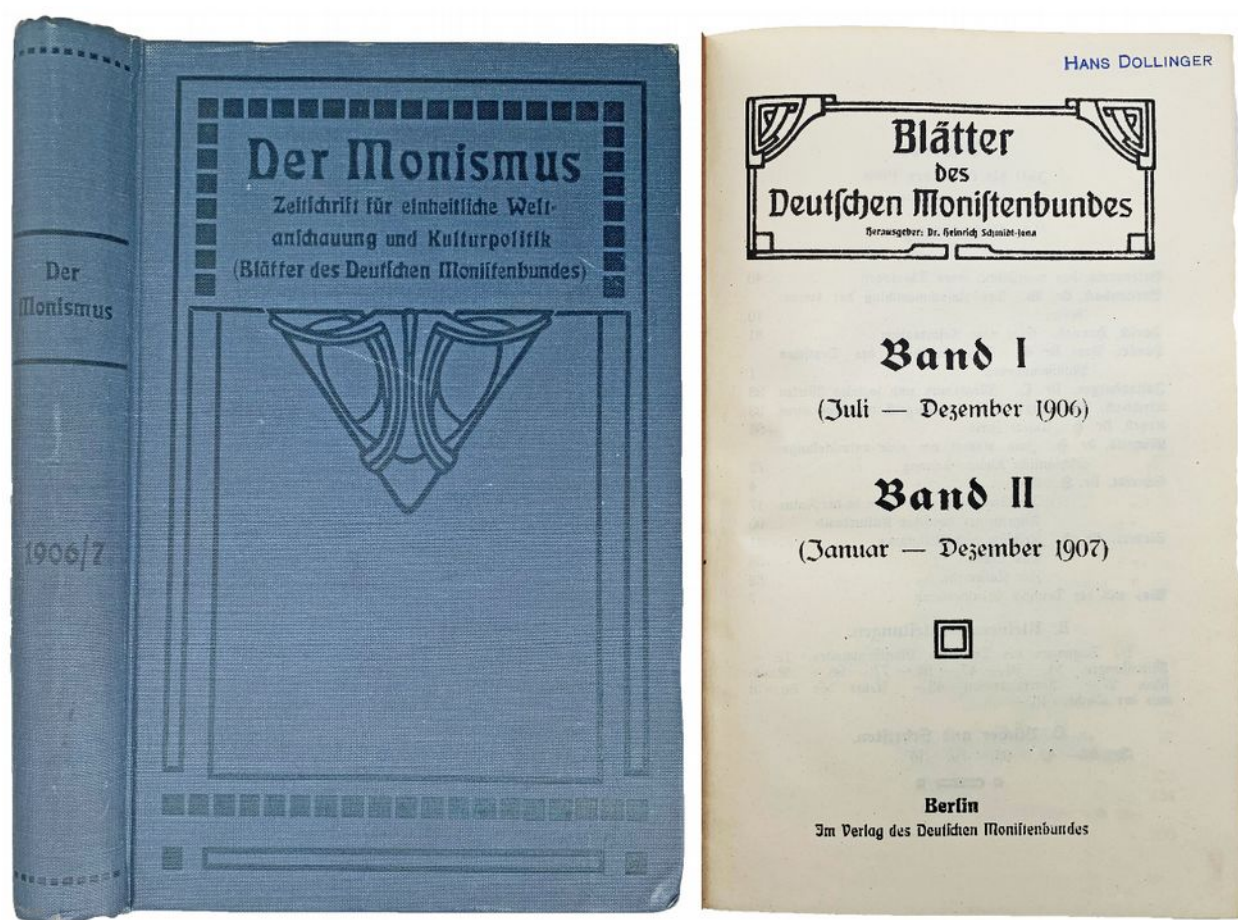 Der
Monismus
1906/7
Der Monismus
Zeitſchrift für einheitliche Welt-
anſchauung und Kulturpolitik
(Blätter des Deutſchen Moniſtenbundes)
HANS DOLLINGER
Blätter
des
Deutſchen Moniſtenbundes
Herausgeber: Dr. Heinrich Schmidt-Jena
Band I
(Juli — Dezember 1906)
Band II
(Januar — Dezember 1907)
Berlin
Im Verlag des Deutſchen Moniſtenbundes